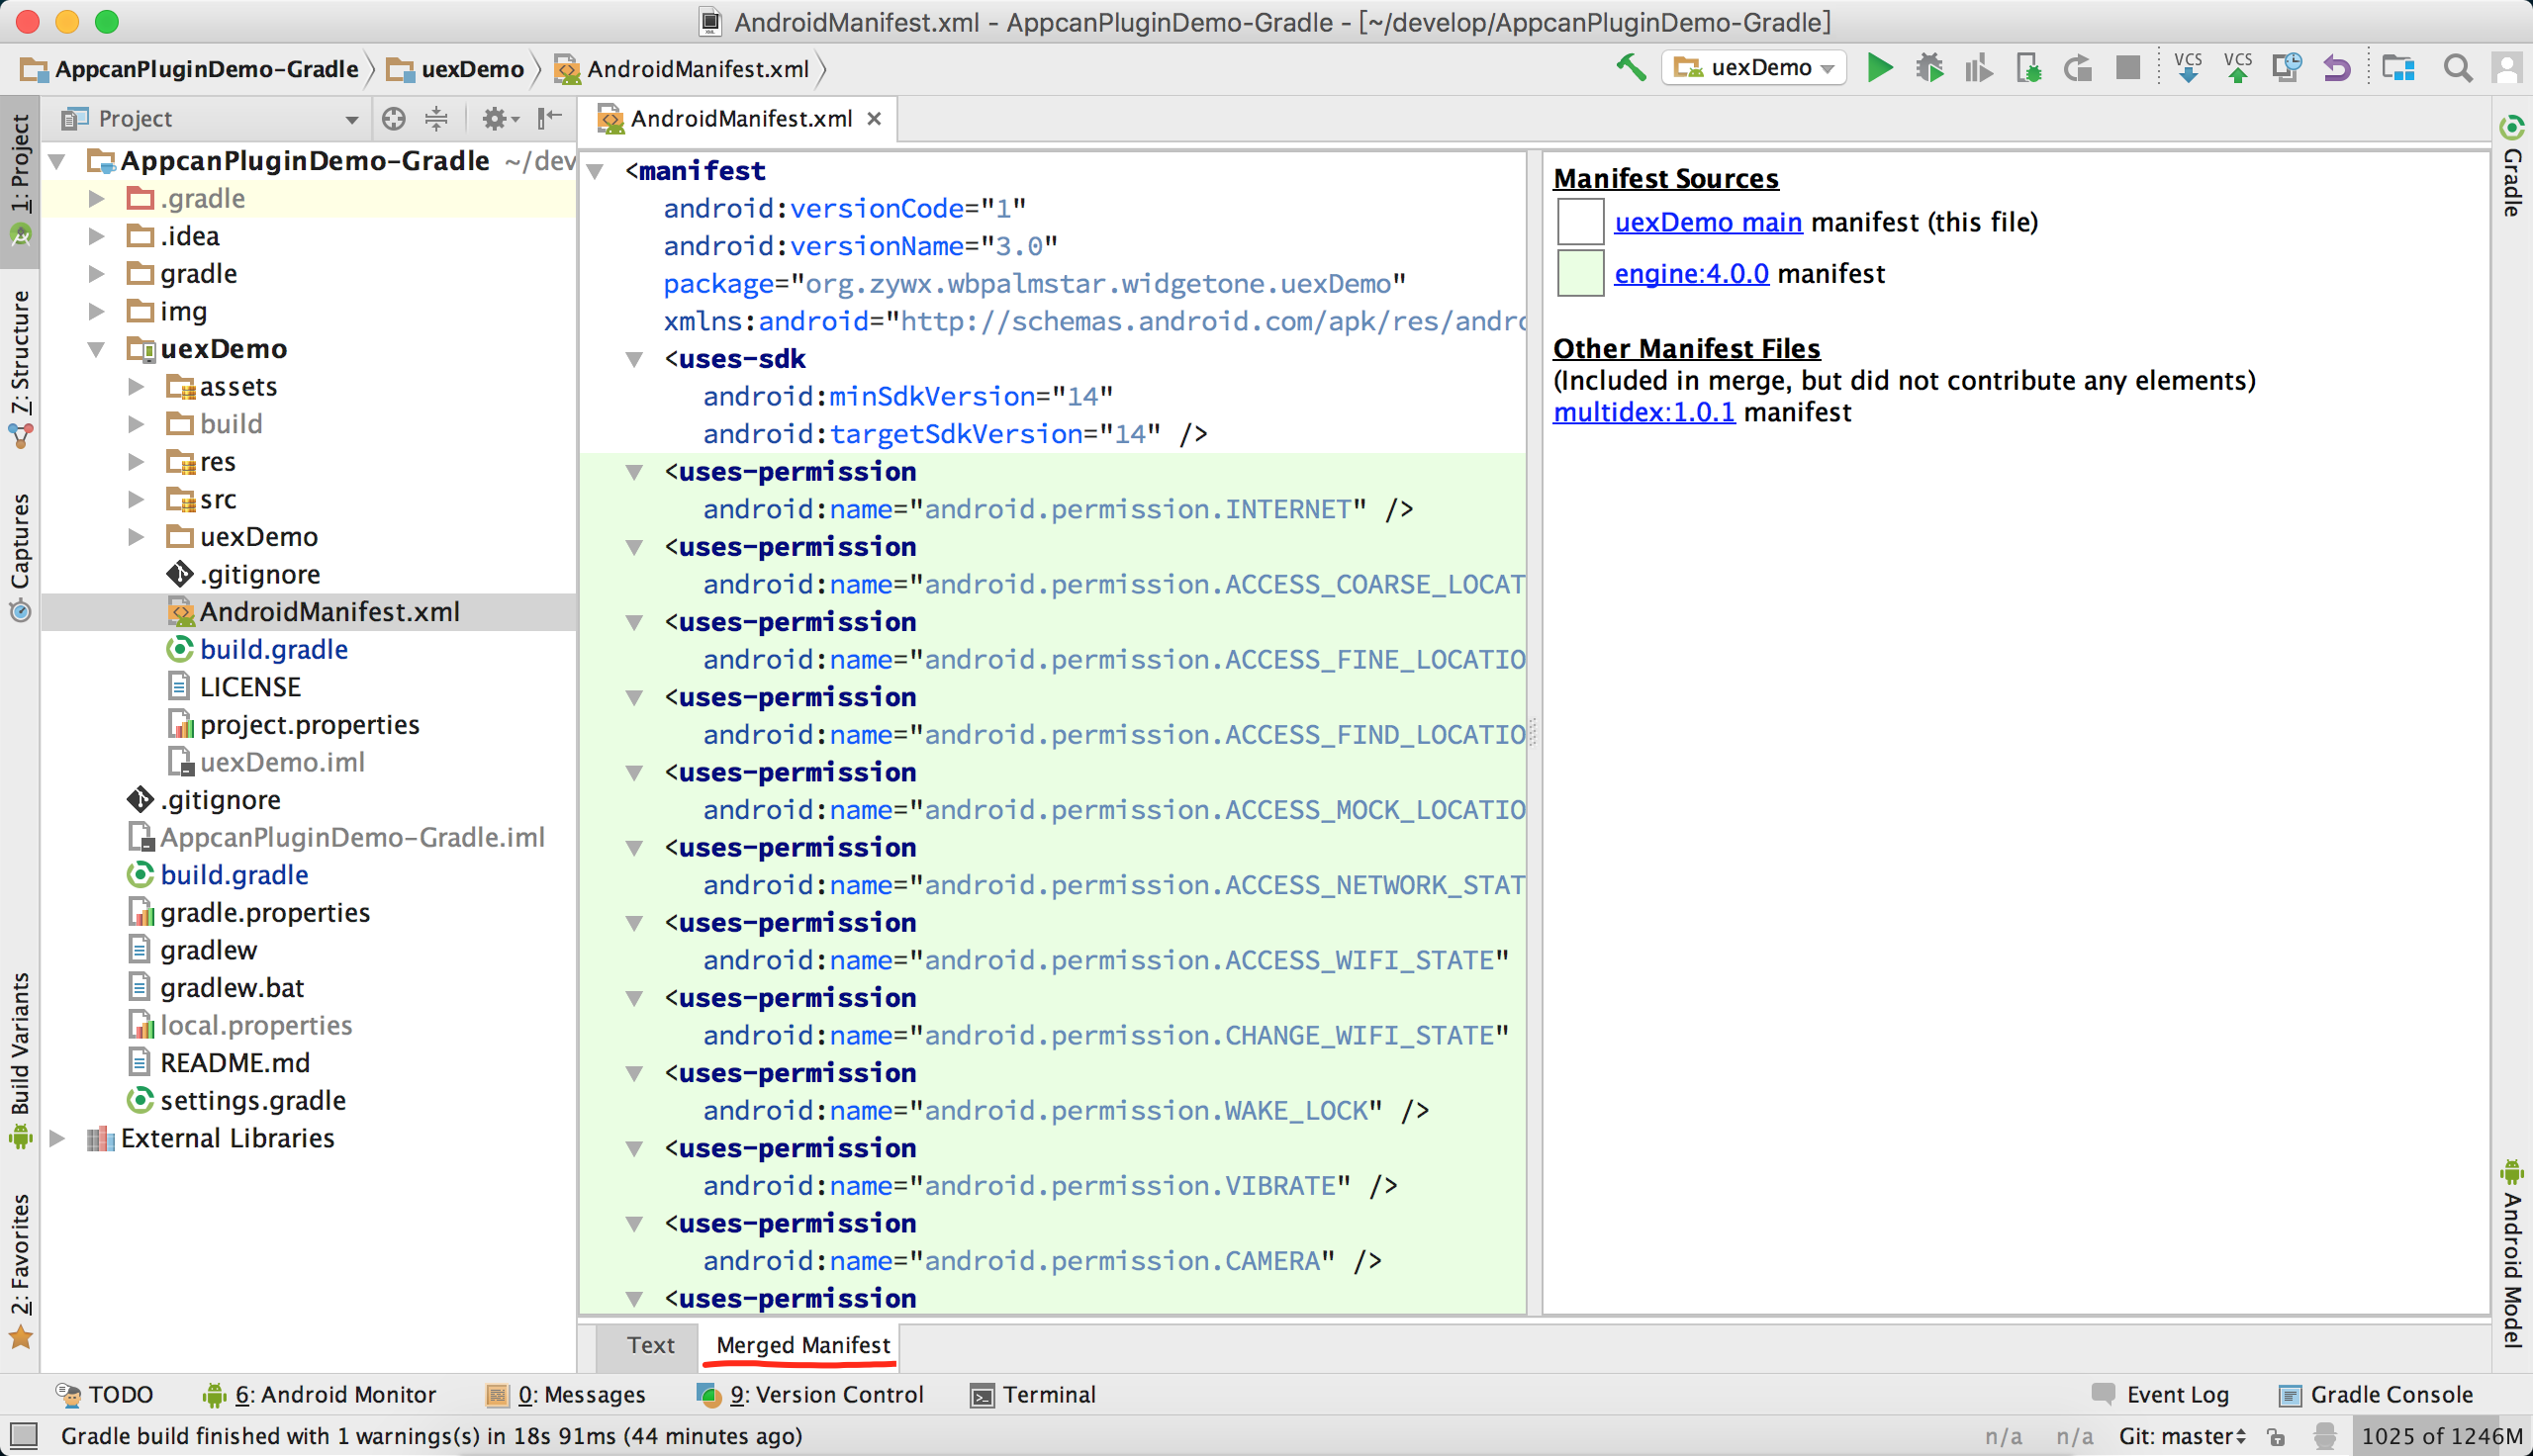 AndroidManifest.xml - AppcanPluginDemo-Gradle - [~/develop/AppcanPluginDemo-Gradle]
AppcanPluginDemo-Gradle uexDemo AndroidManifest.xml
uexDemo
VCS VCS
1: Project
Z: Structure
Captures
Build Variants
2: Favorites
Project
AppcanPluginDemo-Gradle ~/dev
.gradle
.idea
gradle
img
uexDemo
assets
build
res
src
uexDemo
.gitignore
AndroidManifest.xml
build.gradle
LICENSE
project.properties
uexDemo.iml
.gitignore
AppcanPluginDemo-Gradle.iml
build.gradle
gradle.properties
gradlew
gradlew.bat
local.properties
README.md
settings.gradle
External Libraries
AndroidManifest.xml
<manifest
android:versionCode="1"
android:versionName="3.0"
package="org.zywx.wbpalmstar.widgetone.uexDemo"
xmlns:android="http://schemas.android.com/apk/res/andro
<uses-sdk
android:minSdkVersion="14"
android:targetSdkVersion="14" />
<uses-permission
android:name="android.permission.INTERNET" />
<uses-permission
android:name="android.permission.ACCESS_COARSE_LOCAT
<uses-permission
android:name="android.permission.ACCESS_FINE_LOCATIO
<uses-permission
android:name="android.permission.ACCESS_FIND_LOCATIO
<uses-permission
android:name="android.permission.ACCESS_MOCK_LOCATIO
<uses-permission
android:name="android.permission.ACCESS_NETWORK_STAT
<uses-permission
android:name="android.permission.ACCESS_WIFI_STATE"
<uses-permission
android:name="android.permission.CHANGE_WIFI_STATE"
<uses-permission
android:name="android.permission.WAKE_LOCK" />
<uses-permission
android:name="android.permission.VIBRATE" />
<uses-permission
android:name="android.permission.CAMERA" />
<uses-permission
Text Merged Manifest
Manifest Sources
uexDemo main manifest (this file)
engine:4.0.0 manifest
Other Manifest Files
(Included in merge, but did not contribute any elements)
multidex:1.0.1 manifest
Gradle
Android Model
TODO 6: Android Monitor 0: Messages 9: Version Control Terminal Event Log Gradle Console
Gradle build finished with 1 warnings(s) in 18s 91ms (44 minutes ago) n/a n/a Git: master 1025 of 1246M